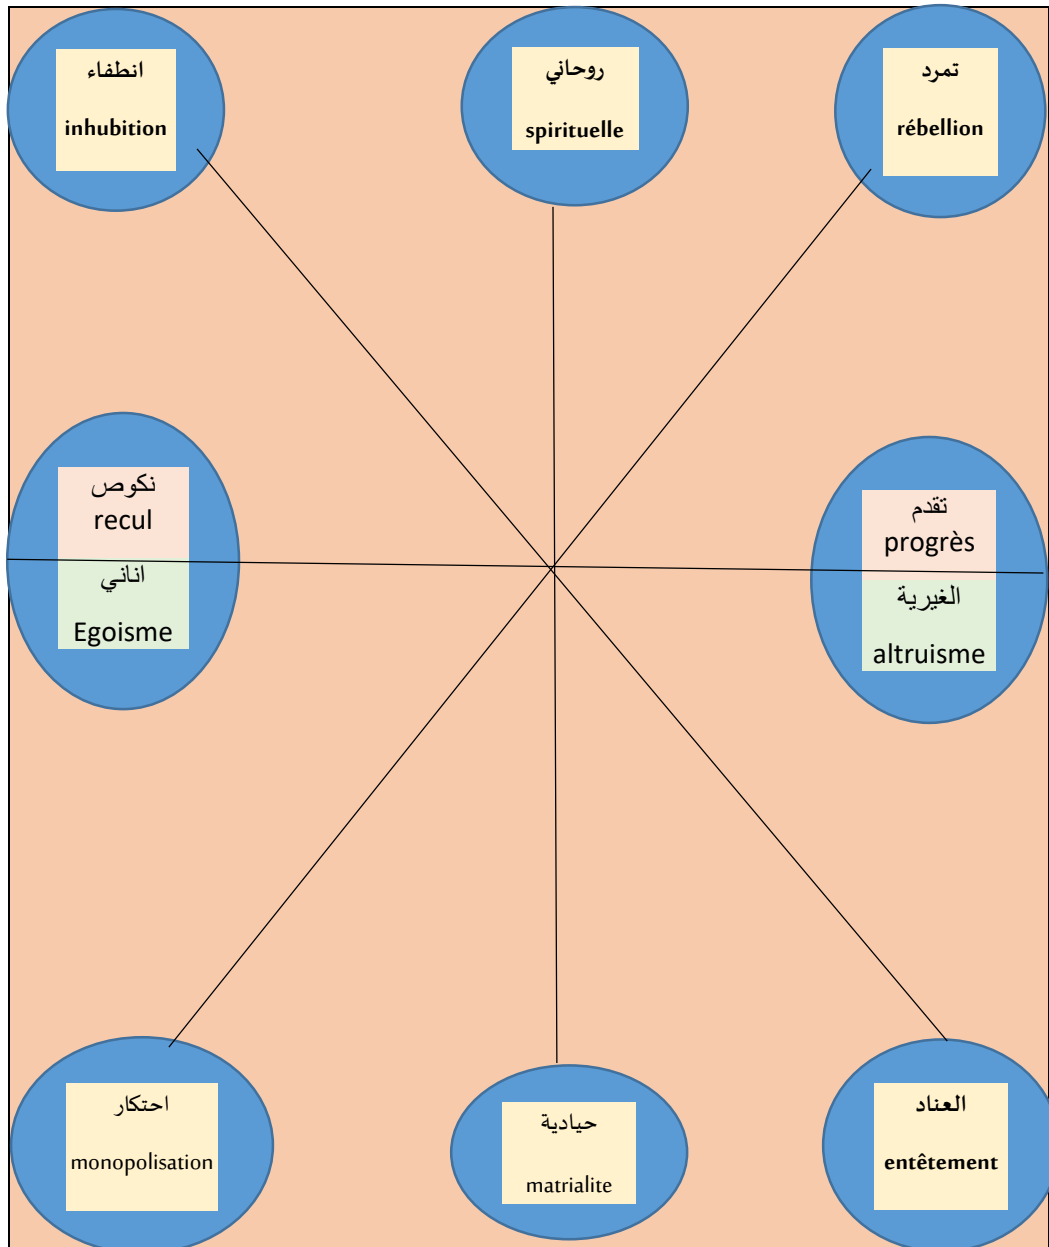 انطفاء
inhubition
روحاني
spirituelle
تمرد
rébellion
نكوص
recul
اناني
Egoisme
تقدم
progrès
الغيرية
altruisme
احتكار
monopolisation
حيادية
matrialite
العناد
entêtement